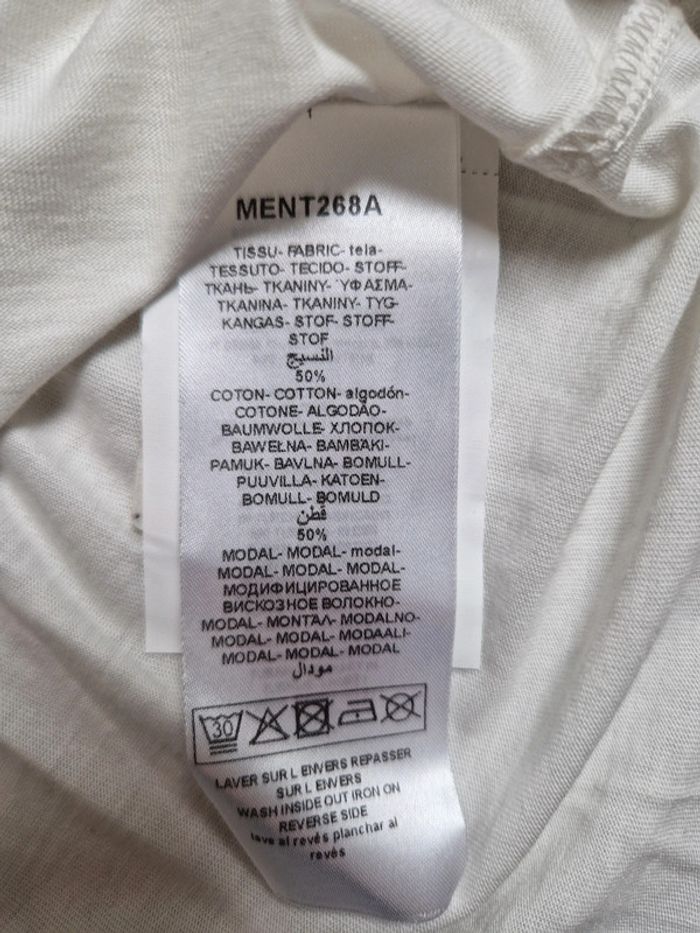 MENT268A
TISSU- FABRIC- tela-
TESSUTO- TECIDO- STOFF-
ТКАНЬ- TKANINY- ΎΦΑΣΜΑ-
TKANINA- TKANINY- TYG-
KANGAS- STOF- STOFF-
STOF
النسيج
50%
COTON- COTTON- algodón-
COTONE- ALGODÃO-
BAUMWOLLE- ХЛОПОК-
BAWEŁNA- BAMBAKI-
PAMUK- BAVLNA- BOMULL-
PUUVILLA- KATOEN-
BOMULL- BOMULD
قطن
50%
MODAL- MODAL- modal-
MODAL- MODAL- MODAL-
МОДИФИЦИРОВАННОЕ
ВИСКОЗНОЕ ВОЛОКНО-
MODAL- ΜΟΝΤΆΛ- MODALNO-
MODAL- MODAL- MODAALI-
MODAL- MODAL- MODAL
مودال
30
LAVER SUR L ENVERS REPASSER
SUR L ENVERS
WASH INSIDE OUT IRON ON
REVERSE SIDE
lave al revés planchar al
revés